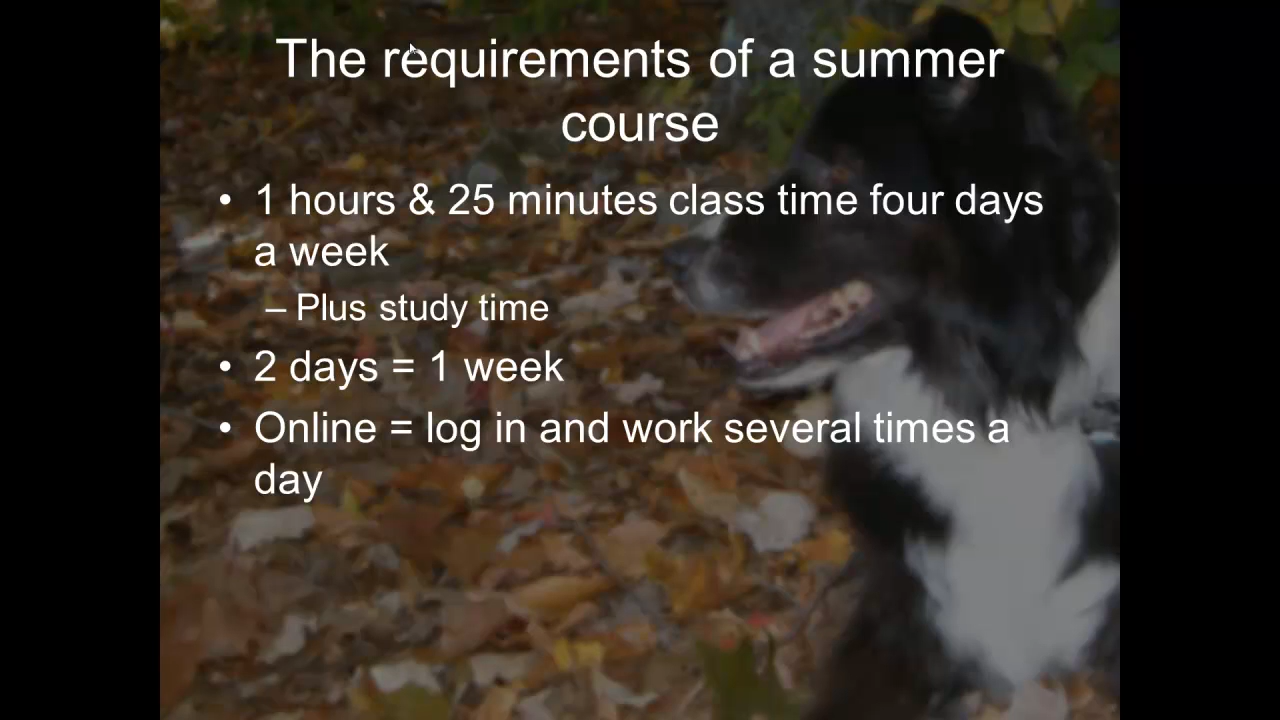 The requirements of a summer
course
• 1 hours & 25 minutes class time four days
a week
– Plus study time
• 2 days = 1 week
• Online = log in and work several times a
day